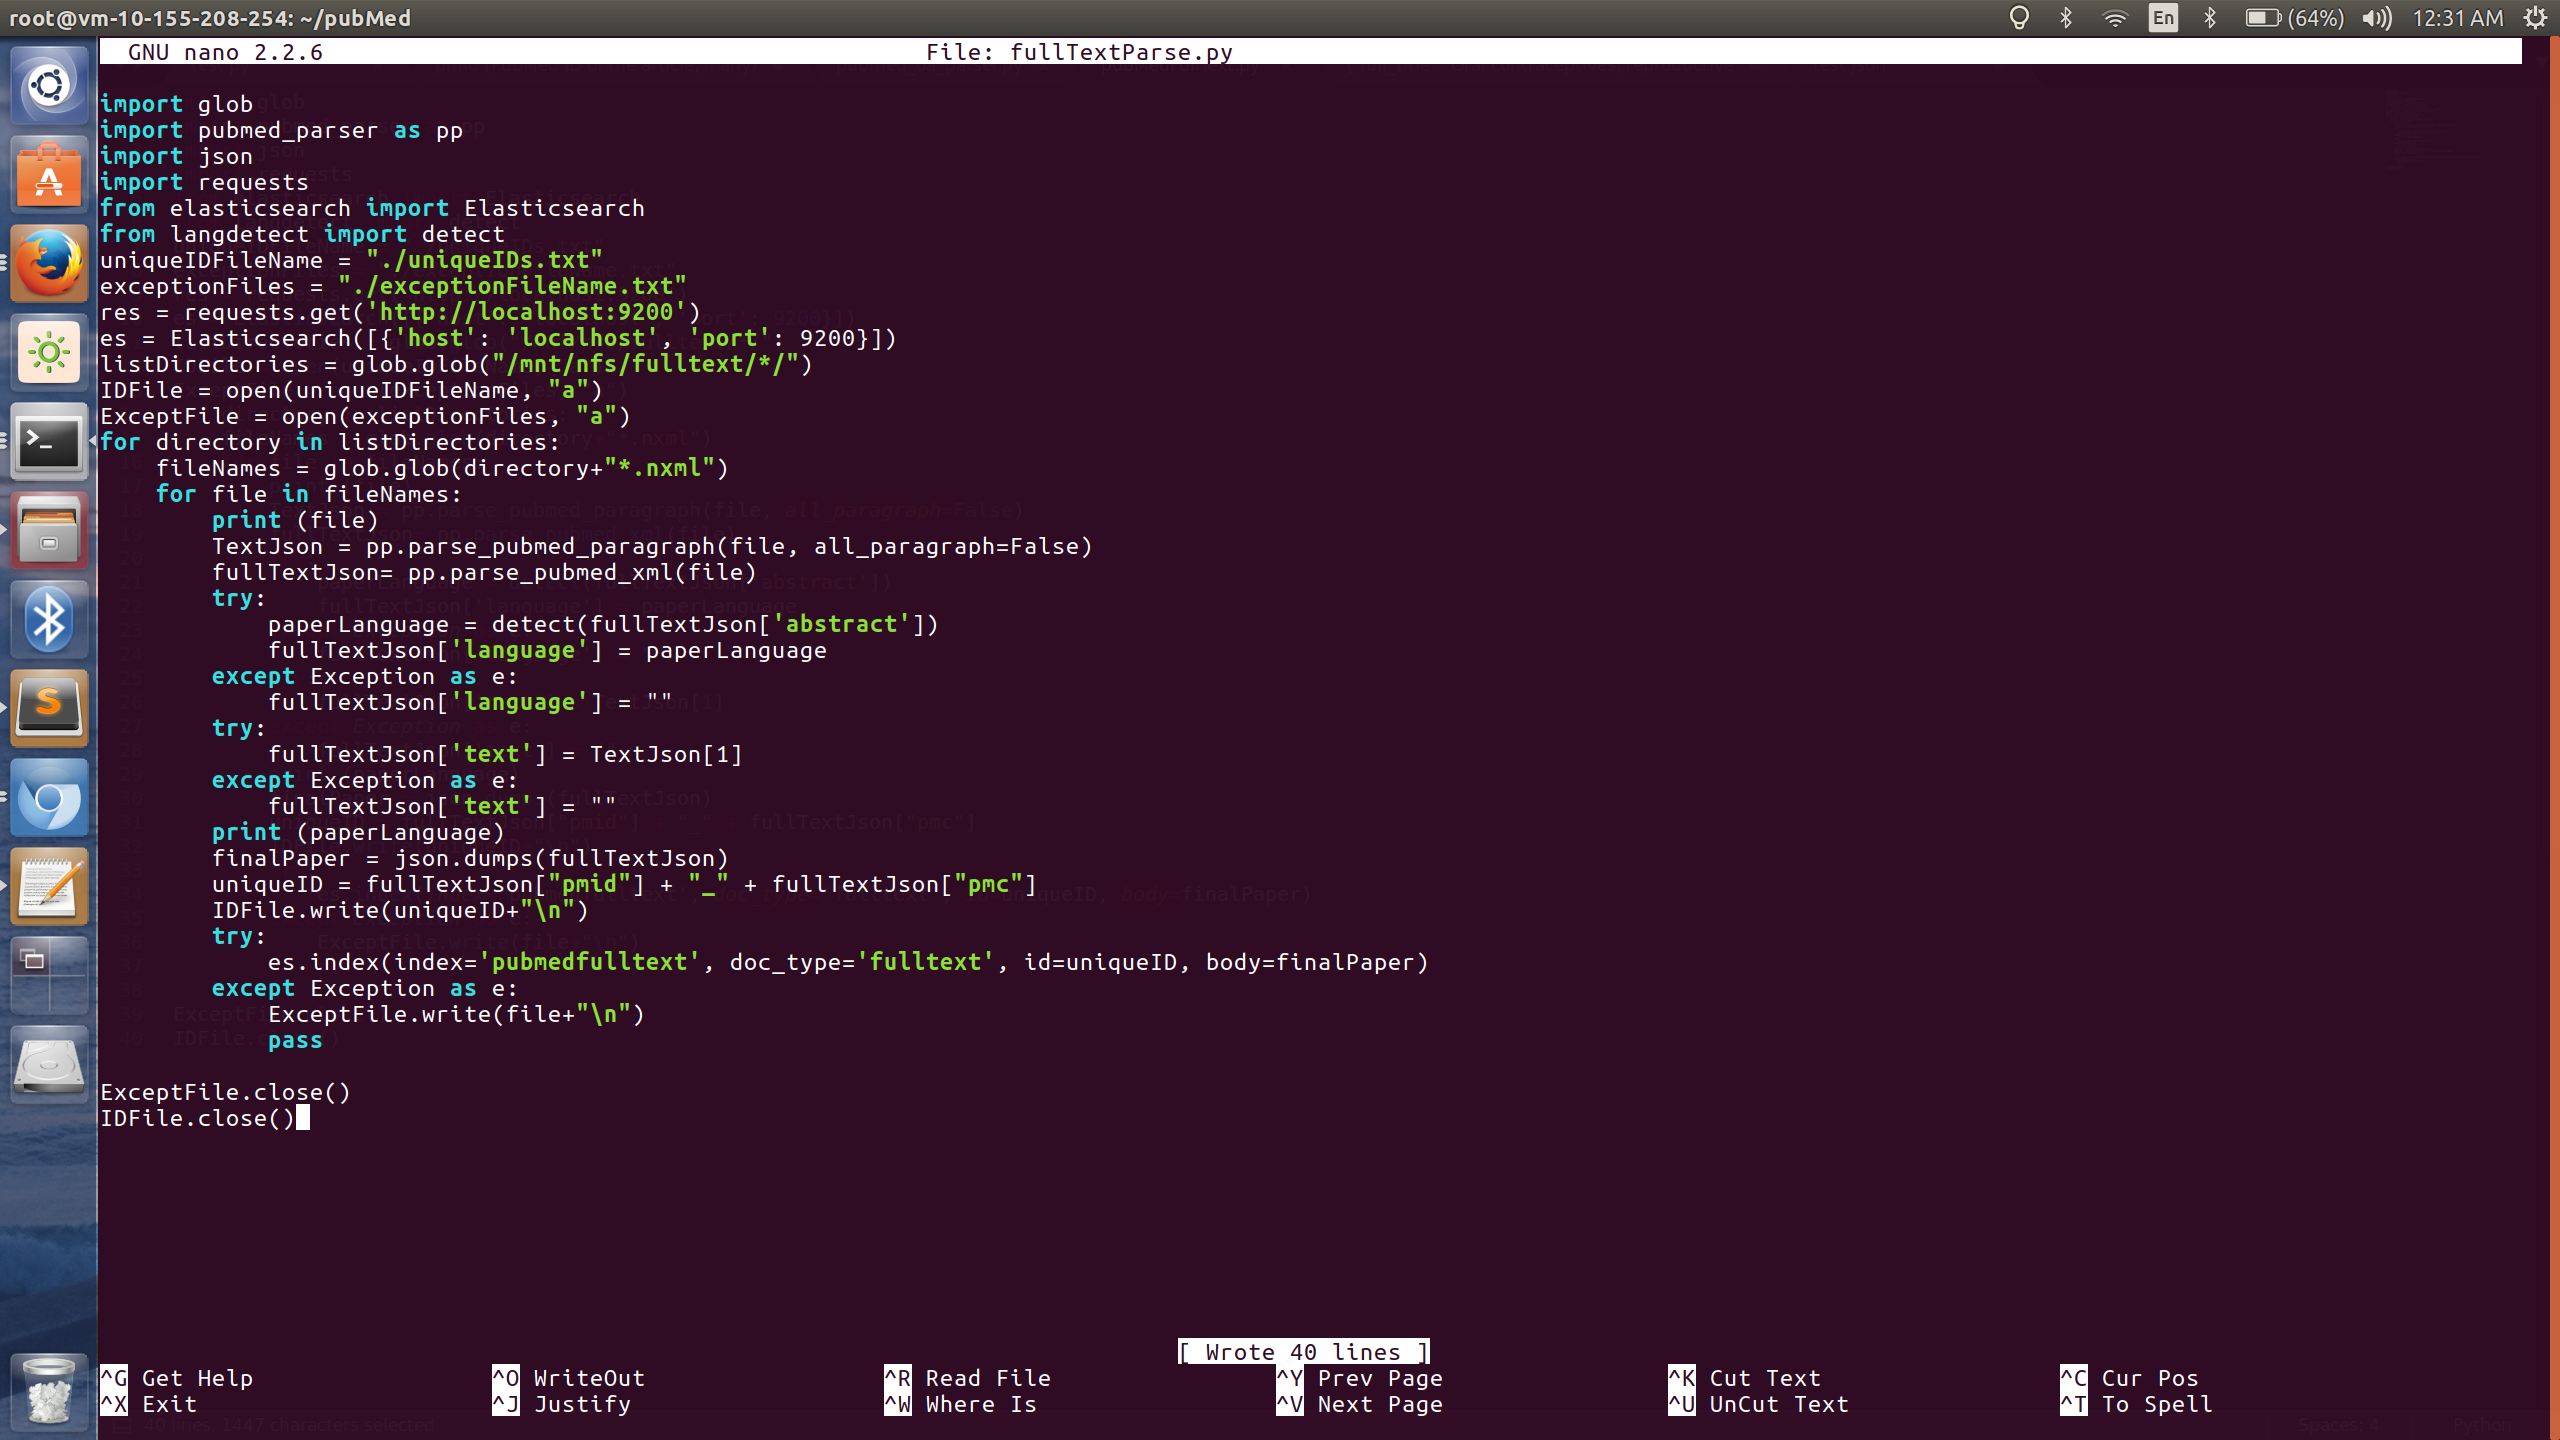 root@vm-10-155-208-254: ~/pubMed
En
(64%)
12:31 AM
GNU nano 2.2.6 File: fullTextParse.py
import glob
import pubmed_parser as pp
import json
import requests
from elasticsearch import Elasticsearch
from langdetect import detect
uniqueIDFileName = "./uniqueIDs.txt"
exceptionFiles = "./exceptionFileName.txt"
res = requests.get('http://localhost:9200')
es = Elasticsearch([{'host': 'localhost', 'port': 9200}])
listDirectories = glob.glob("/mnt/nfs/fulltext/*/")
IDFile = open(uniqueIDFileName, "a")
ExceptFile = open(exceptionFiles, "a")
for directory in listDirectories:
    fileNames = glob.glob(directory+"*.nxml")
    for file in fileNames:
        print (file)
        TextJson = pp.parse_pubmed_paragraph(file, all_paragraph=False)
        fullTextJson= pp.parse_pubmed_xml(file)
        try:
            paperLanguage = detect(fullTextJson['abstract'])
            fullTextJson['language'] = paperLanguage
        except Exception as e:
            fullTextJson['language'] = ""
        try:
            fullTextJson['text'] = TextJson[1]
        except Exception as e:
            fullTextJson['text'] = ""
        print (paperLanguage)
        finalPaper = json.dumps(fullTextJson)
        uniqueID = fullTextJson["pmid"] + "_" + fullTextJson["pmc"]
        IDFile.write(uniqueID+"\n")
        try:
            es.index(index='pubmedfulltext', doc_type='fulltext', id=uniqueID, body=finalPaper)
        except Exception as e:
            ExceptFile.write(file+"\n")
            pass
ExceptFile.close()
IDFile.close()
[ Wrote 40 lines ]
^G Get Help ^O WriteOut ^R Read File ^Y Prev Page ^K Cut Text ^C Cur Pos
^X Exit ^J Justify ^W Where Is ^V Next Page ^U UnCut Text ^T To Spell
40 lines, 1447 characters selected
Spaces: 4
Python